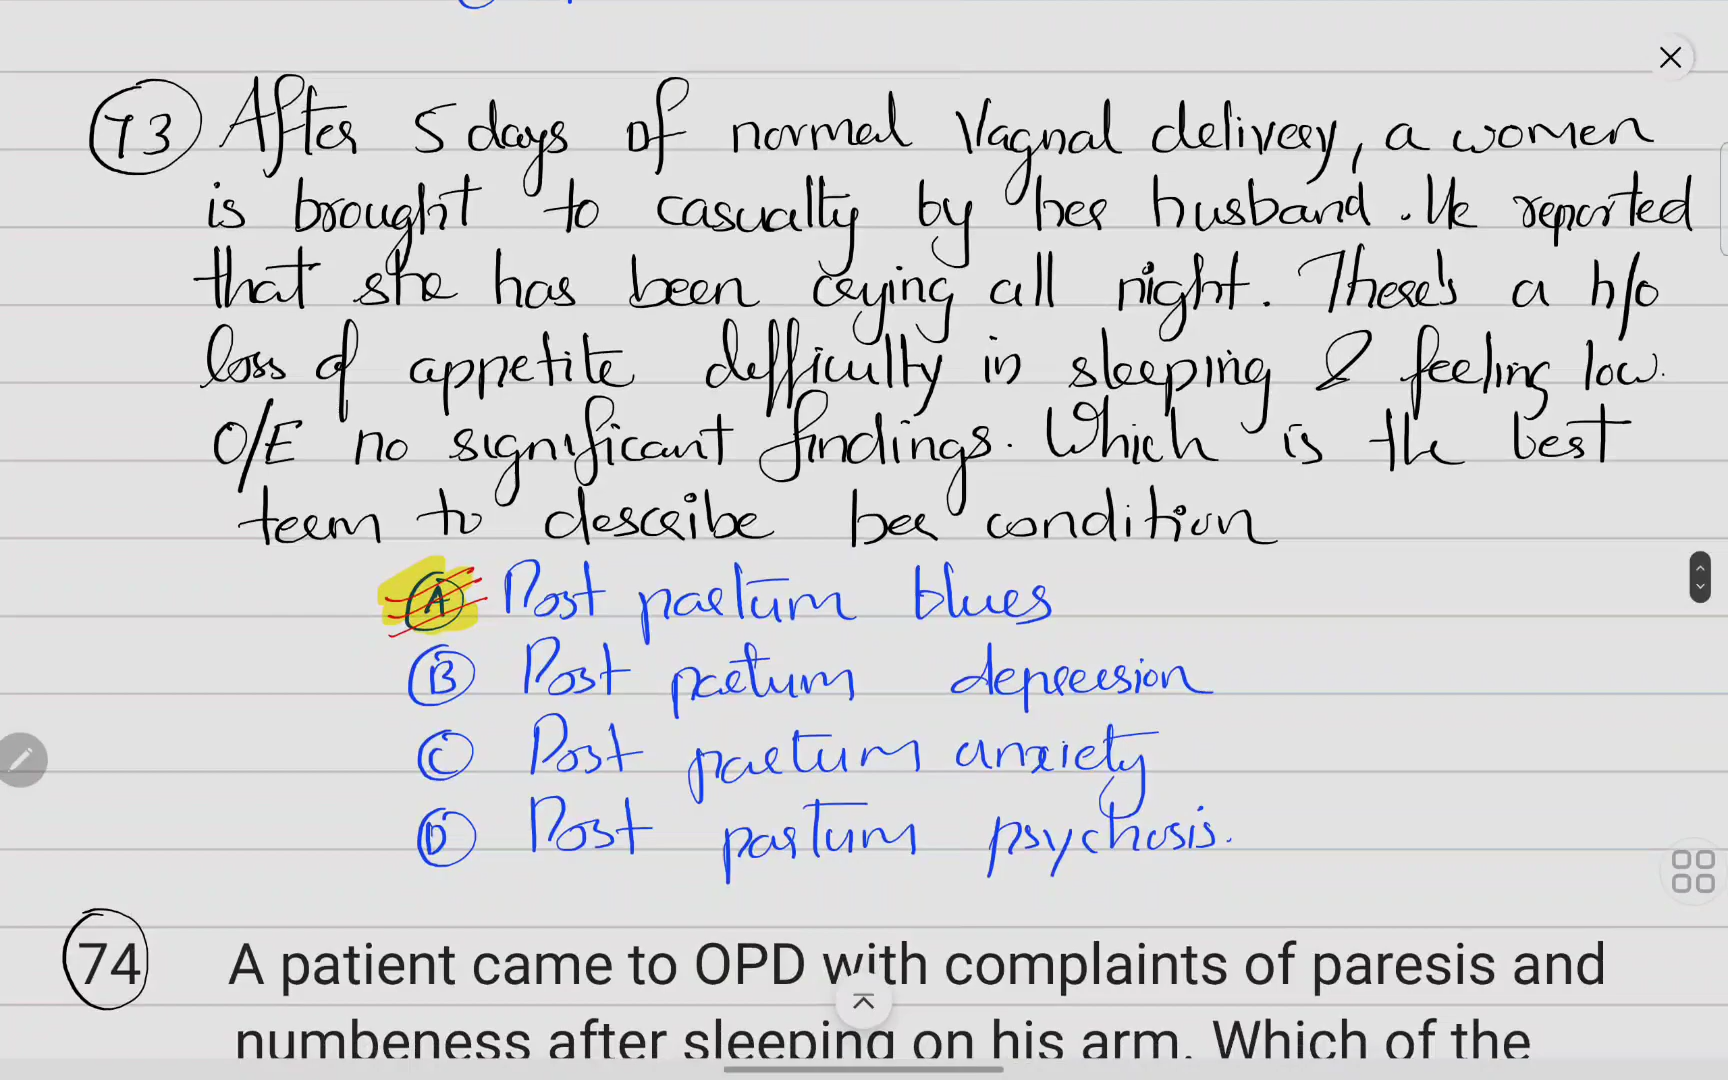 73 After 5 days of normal Vagnal delivery, a women
is brought to casualty by her husband. He reported
that she has been crying all night. There's a h/o
loss of appetite difficulty in sleeping & feeling low.
O/E no significant findings. Which is the best
term to describe her condition
A Post partum blues
B Post partum depression
C Post partum anxiety
D Post partum psychosis.
74 A patient came to OPD with complaints of paresis and
numbeness after sleeping on his arm. Which of the